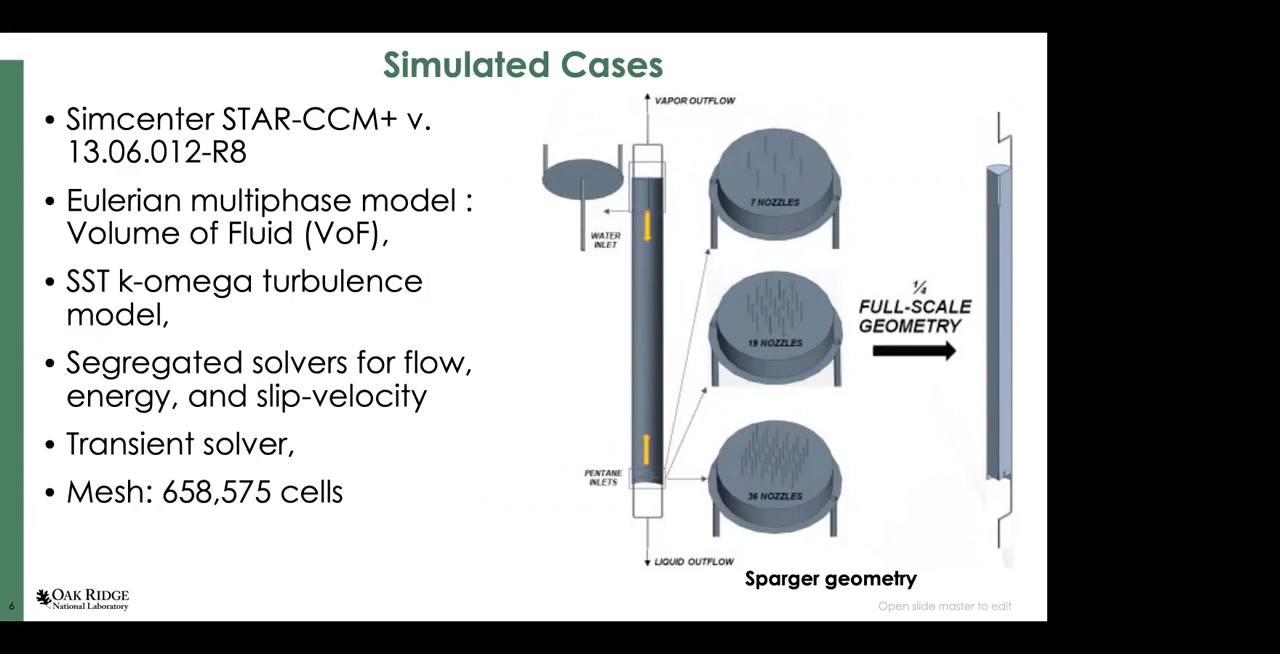 Simulated Cases
• Simcenter STAR-CCM+ v.
13.06.012-R8
• Eulerian multiphase model :
Volume of Fluid (VoF),
• SST k-omega turbulence
model,
• Segregated solvers for flow,
energy, and slip-velocity
• Transient solver,
• Mesh: 658,575 cells
VAPOR OUTFLOW
WATER
INLET
7 NOZZLES
19 NOZZLES
36 NOZZLES
PENTANE
INLETS
LIQUID OUTFLOW
¼
FULL-SCALE
GEOMETRY
Sparger geometry
6
OAK RIDGE
National Laboratory
Open slide master to edit